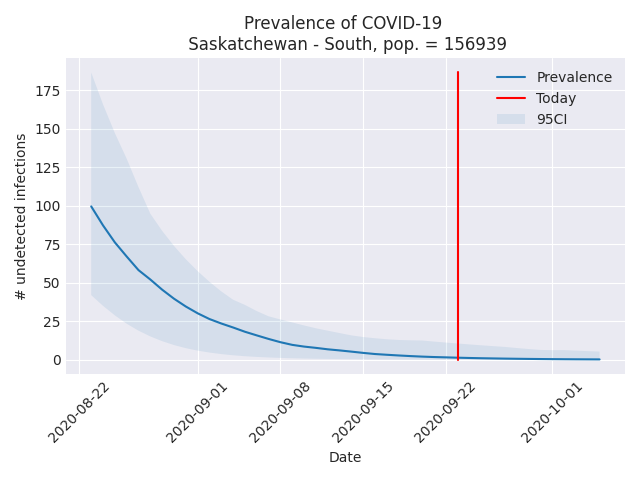 Prevalence of COVID-19
Saskatchewan - South, pop. = 156939
# undetected infections
175
150
125
100
75
50
25
0
Prevalence
Today
95CI
2020-08-22
2020-09-01
2020-09-08
2020-09-15
2020-09-22
2020-10-01
Date